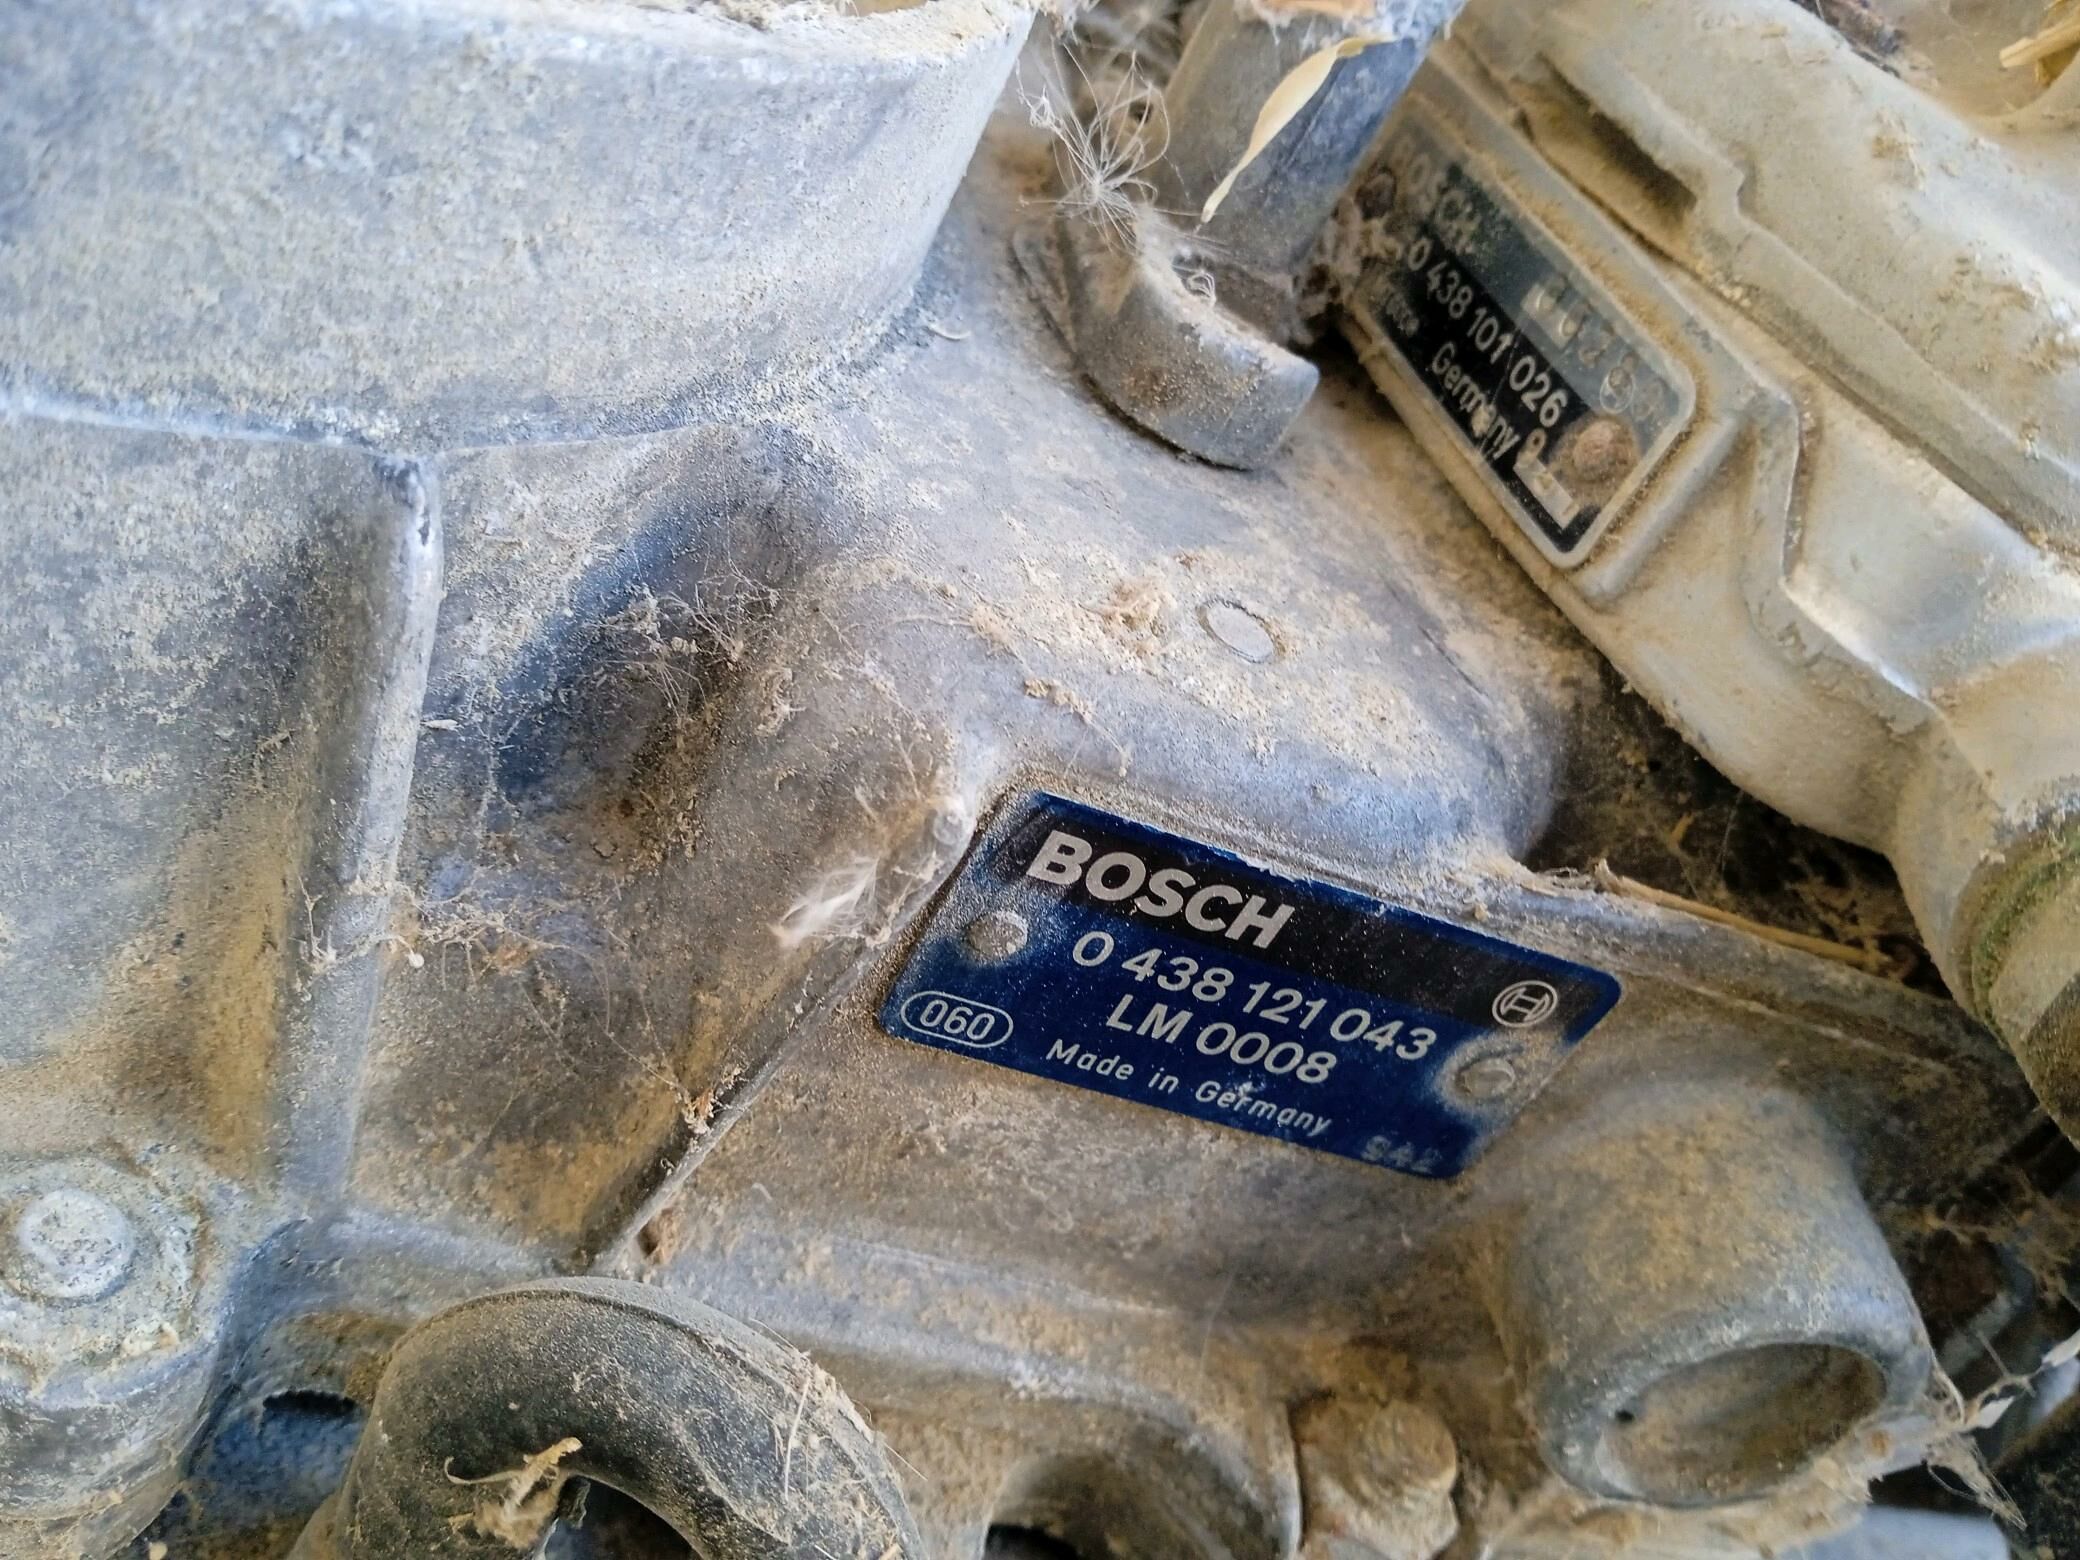 BOSCH
0 438 101 026
Germany
BOSCH
0 438 121 043
LM 0008
060
Made in Germany
S42